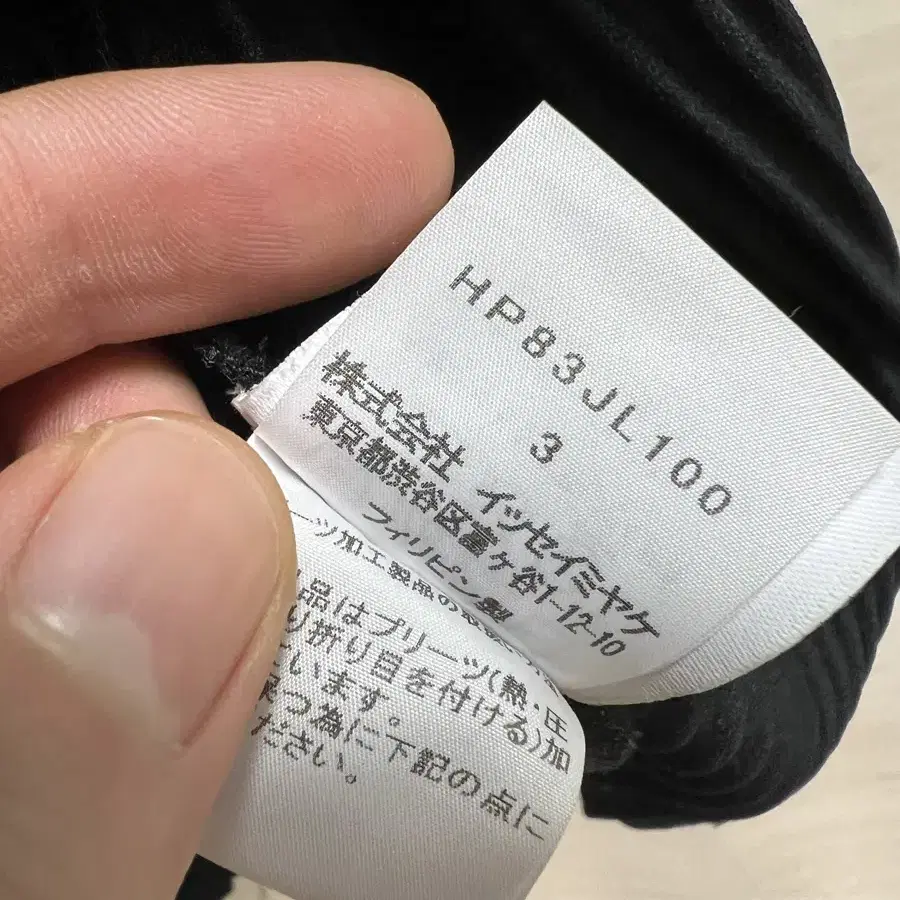 HP83JL100
3
株式会社 イッセイミヤケ
東京都渋谷区富ヶ谷1-12-10
フィリピン製
ーツ加工製品の
品はプリーツ(熱・圧
り折り目を付ける)加
います。
つ為に下記の点に
ださい。